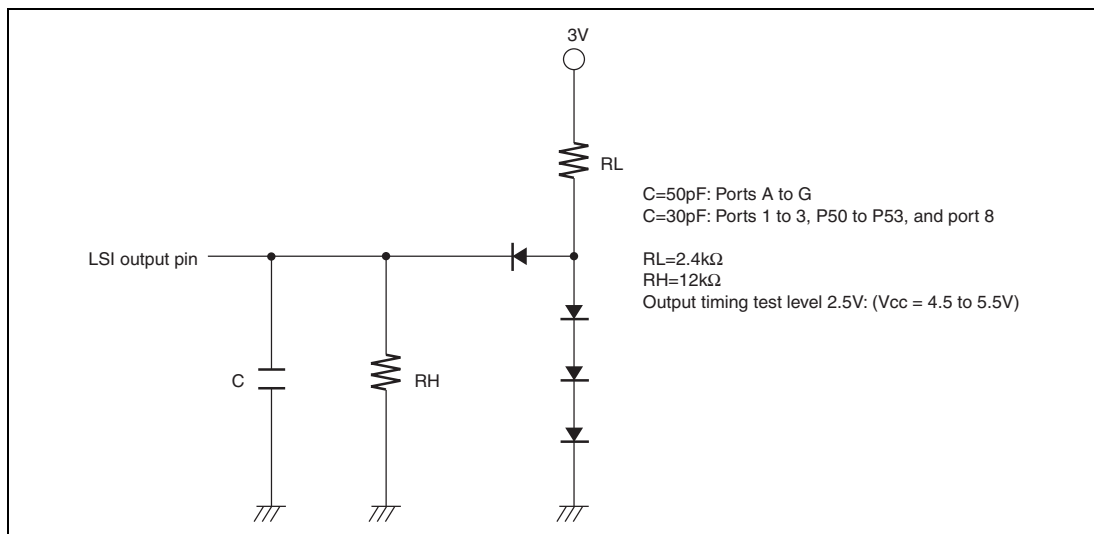 3V
RL
C=50pF: Ports A to G
C=30pF: Ports 1 to 3, P50 to P53, and port 8
LSI output pin
RL=2.4kΩ
RH=12kΩ
Output timing test level 2.5V: (Vcc = 4.5 to 5.5V)
C
RH